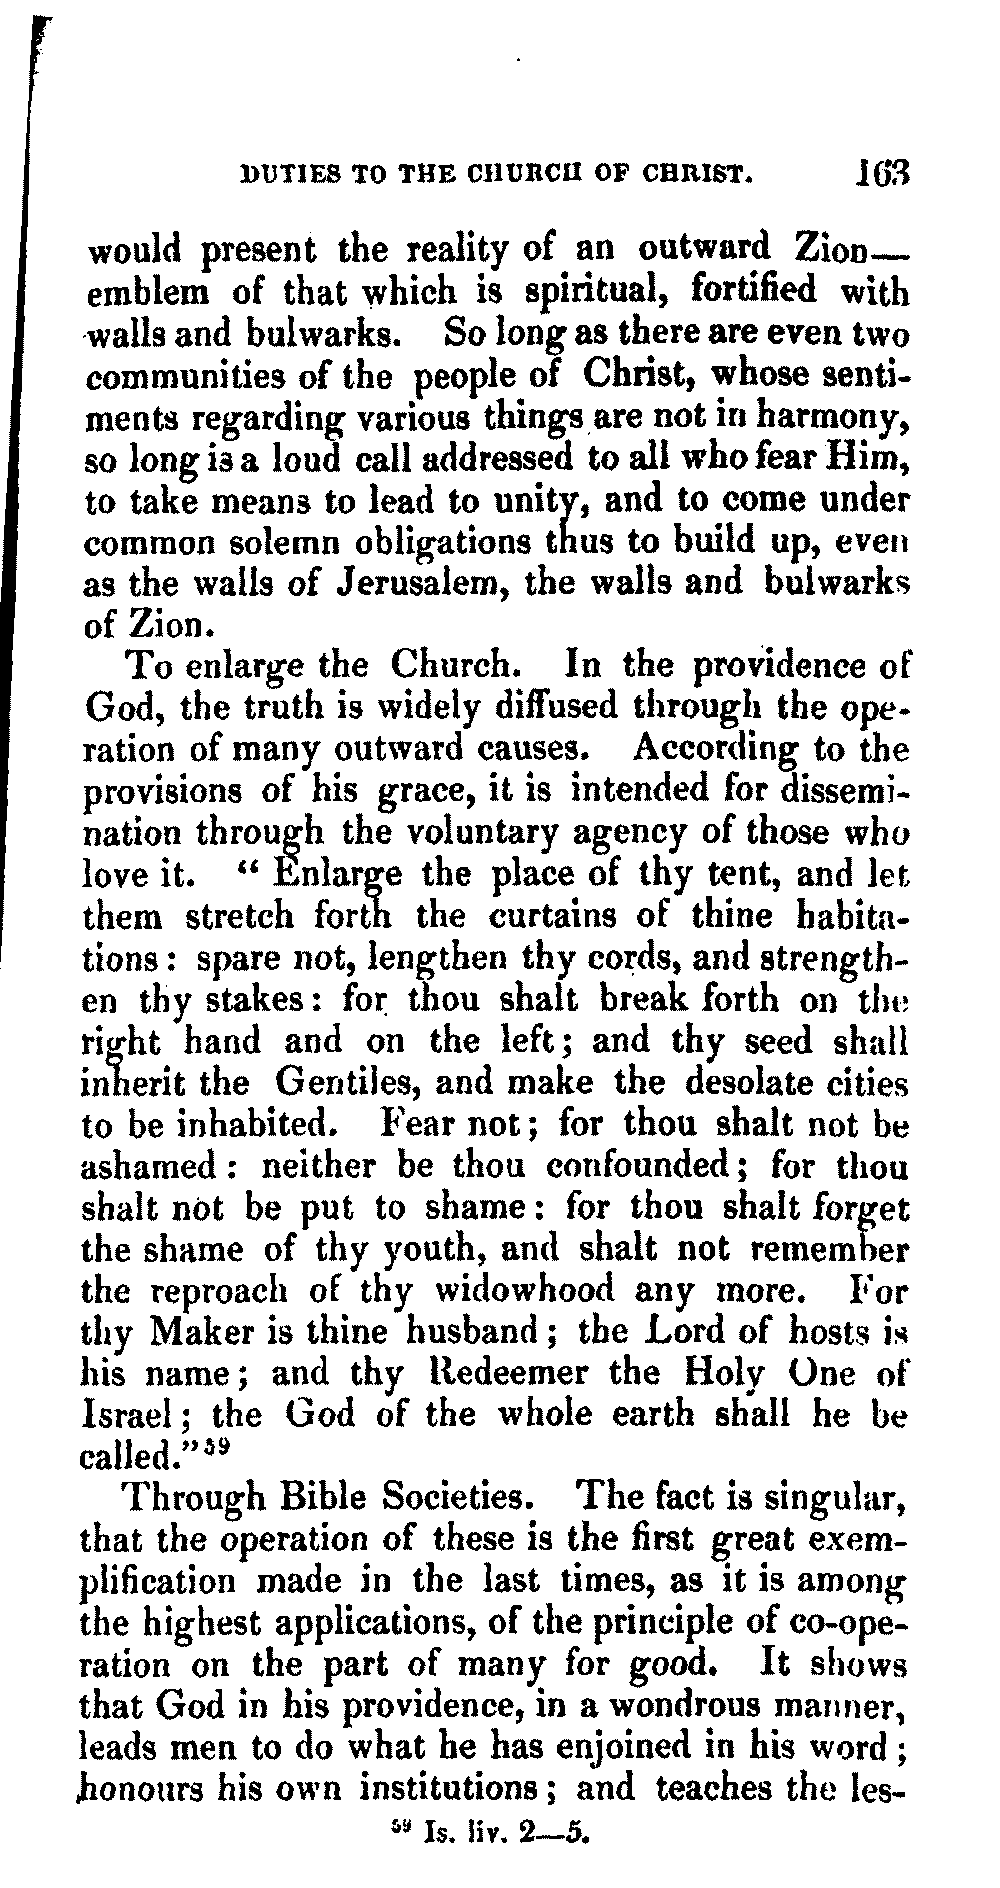 DUTIES TO THE CHURCH OF CHRIST. 163
would present the reality of an outward Zion—
emblem of that which is spiritual, fortified with
walls and bulwarks. So long as there are even two
communities of the people of Christ, whose senti-
ments regarding various things are not in harmony,
so long is a loud call addressed to all who fear Him,
to take means to lead to unity, and to come under
common solemn obligations thus to build up, even
as the walls of Jerusalem, the walls and bulwarks
of Zion.
To enlarge the Church. In the providence of
God, the truth is widely diffused through the ope-
ration of many outward causes. According to the
provisions of his grace, it is intended for dissemi-
nation through the voluntary agency of those who
love it. “ Enlarge the place of thy tent, and let
them stretch forth the curtains of thine habita-
tions: spare not, lengthen thy cords, and strength-
en thy stakes: for thou shalt break forth on the
right hand and on the left; and thy seed shall
inherit the Gentiles, and make the desolate cities
to be inhabited. Fear not; for thou shalt not be
ashamed: neither be thou confounded; for thou
shalt not be put to shame: for thou shalt forget
the shame of thy youth, and shalt not remember
the reproach of thy widowhood any more. For
thy Maker is thine husband; the Lord of hosts is
his name; and thy Redeemer the Holy One of
Israel; the God of the whole earth shall he be
called.”⁵⁹
Through Bible Societies. The fact is singular,
that the operation of these is the first great exem-
plification made in the last times, as it is among
the highest applications, of the principle of co-ope-
ration on the part of many for good. It shows
that God in his providence, in a wondrous manner,
leads men to do what he has enjoined in his word;
honours his own institutions; and teaches the les-
⁵⁹ Is. liv. 2—5.